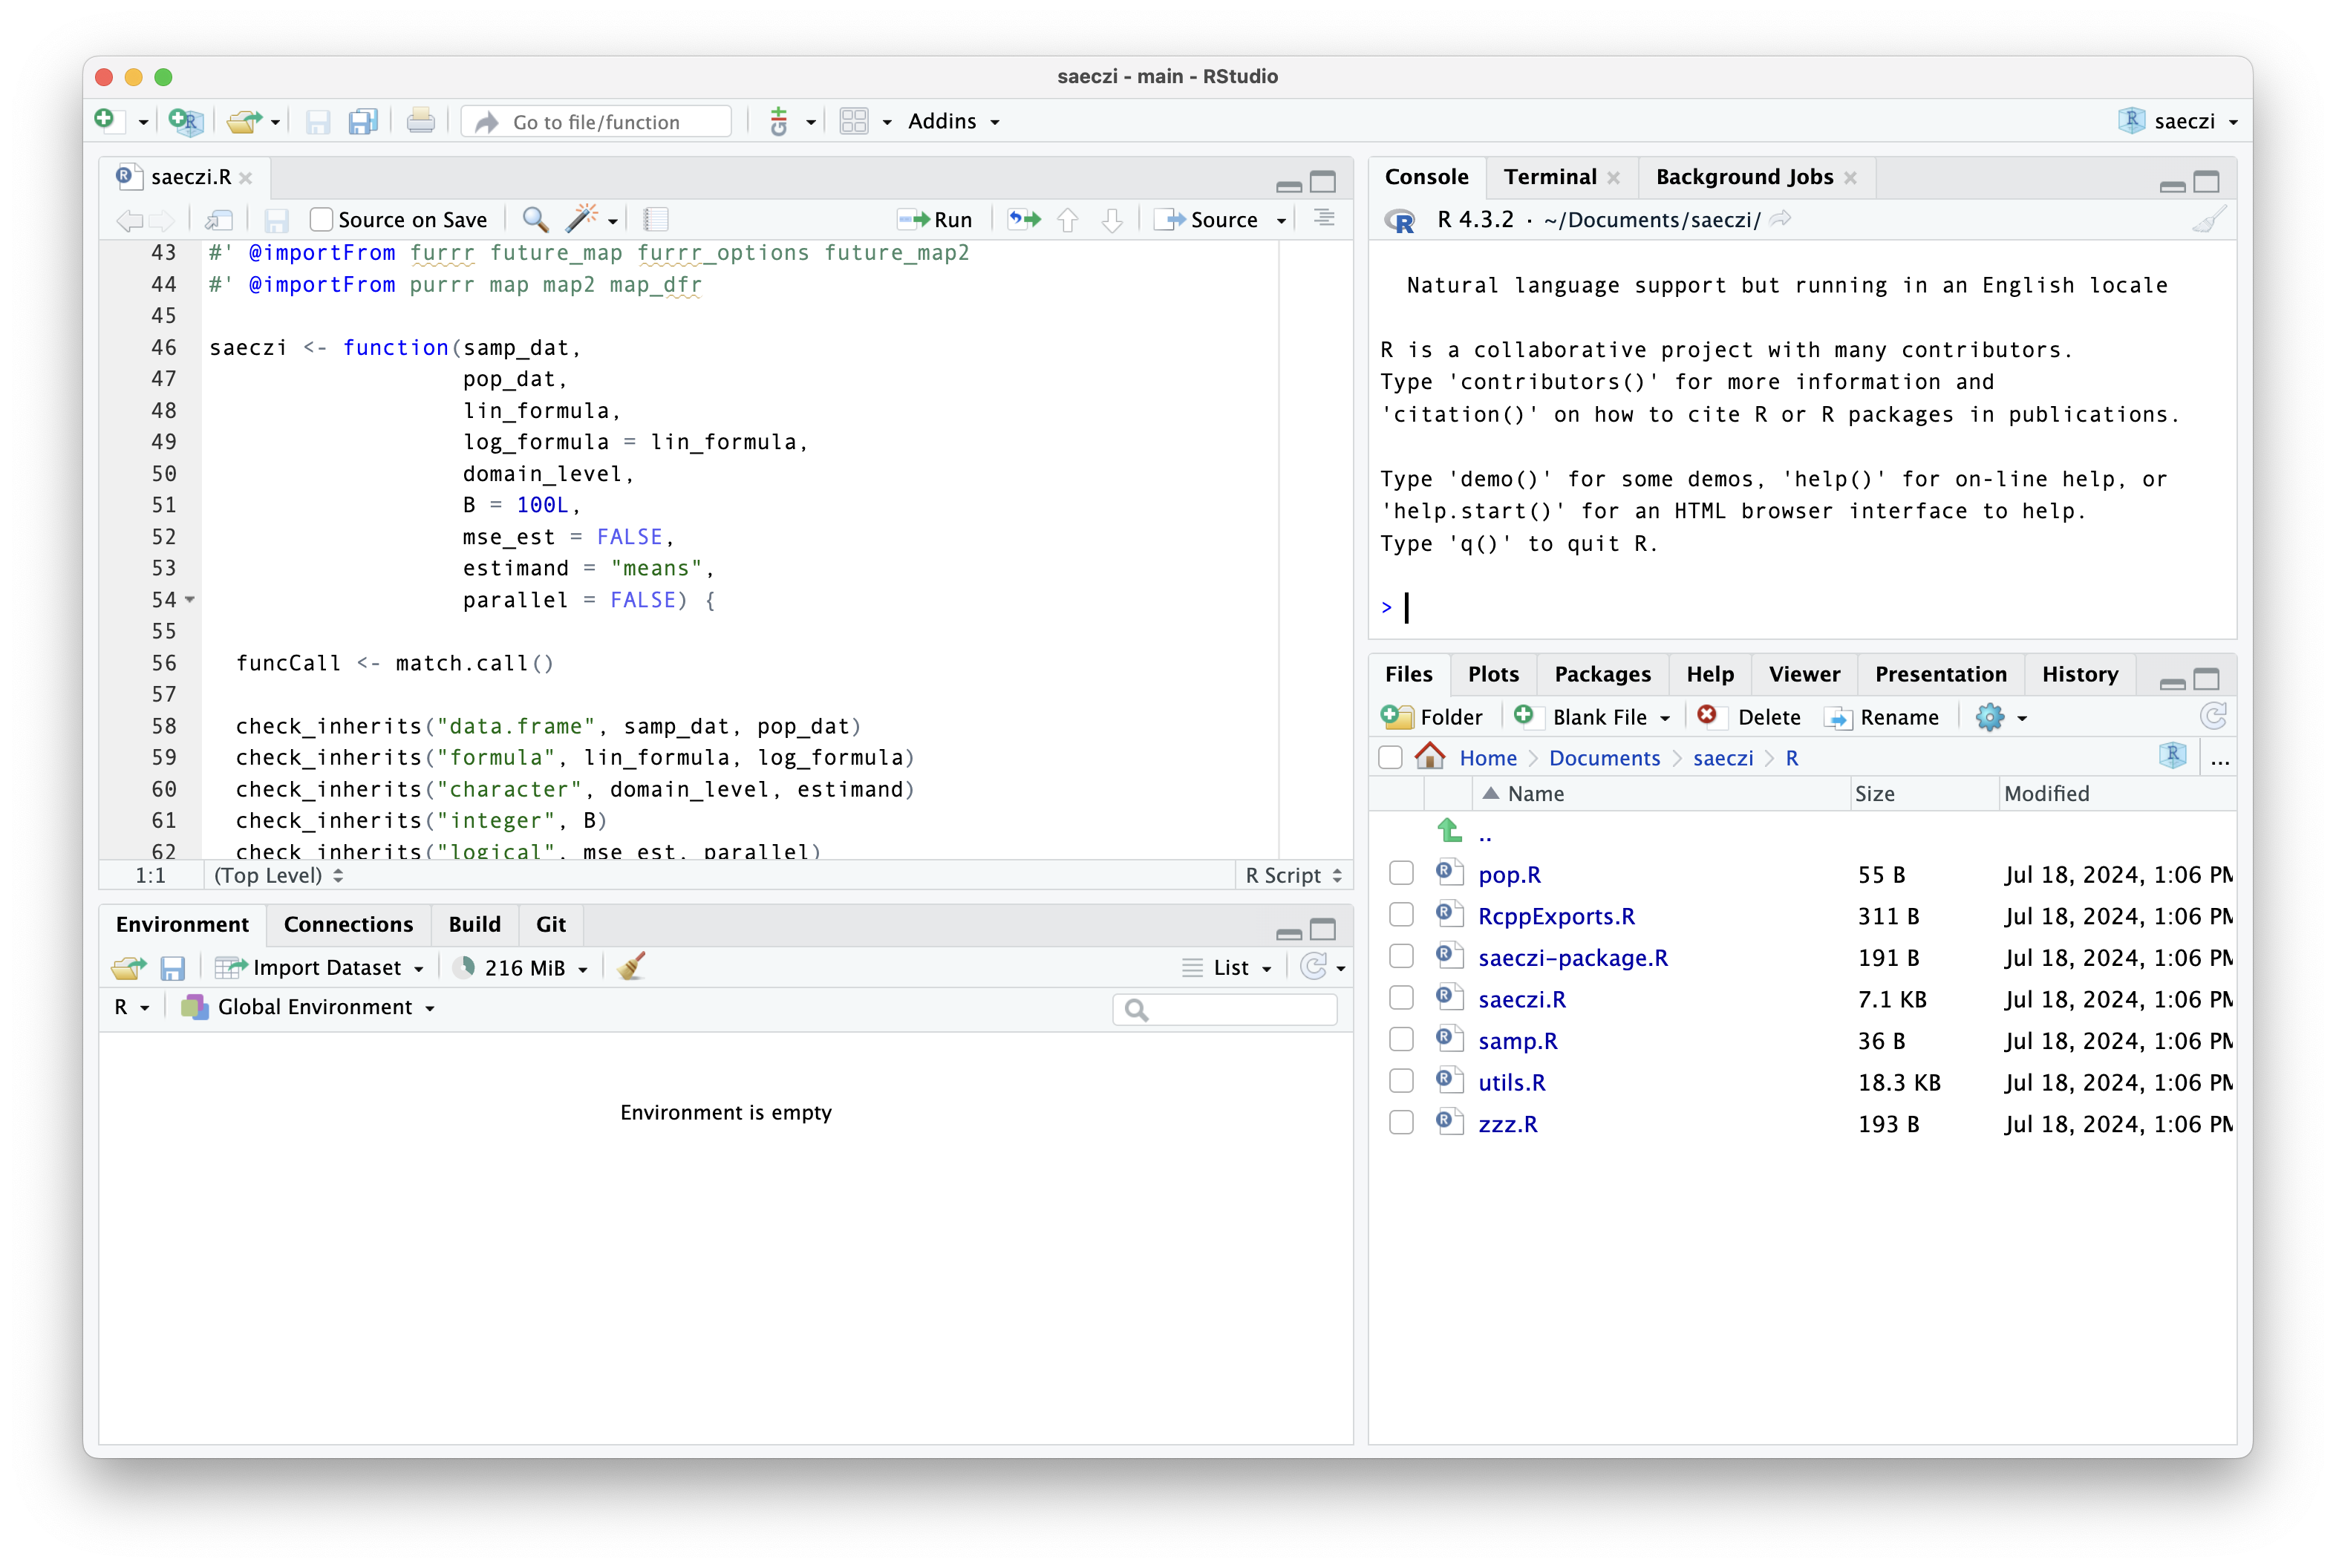 saeczi - main - RStudio
Go to file/function
Addins
saeczi
saeczi.R
Source on Save
Run
Source
43 #' @importFrom furrr future_map furrr_options future_map2
44 #' @importFrom purrr map map2 map_dfr
45
46 saeczi <- function(samp_dat,
47 pop_dat,
48 lin_formula,
49 log_formula = lin_formula,
50 domain_level,
51 B = 100L,
52 mse_est = FALSE,
53 estimand = "means",
54 parallel = FALSE) {
55
56 funcCall <- match.call()
57
58 check_inherits("data.frame", samp_dat, pop_dat)
59 check_inherits("formula", lin_formula, log_formula)
60 check_inherits("character", domain_level, estimand)
61 check_inherits("integer", B)
62 check_inherits("logical", mse_est, parallel)
1:1 (Top Level) R Script
Environment Connections Build Git
Import Dataset 216 MiB List
R Global Environment
Environment is empty
Console Terminal Background Jobs
R 4.3.2 · ~/Documents/saeczi/
Natural language support but running in an English locale
R is a collaborative project with many contributors.
Type 'contributors()' for more information and
'citation()' on how to cite R or R packages in publications.
Type 'demo()' for some demos, 'help()' for on-line help, or
'help.start()' for an HTML browser interface to help.
Type 'q()' to quit R.
>
Files Plots Packages Help Viewer Presentation History
Folder Blank File Delete Rename
Home Documents saeczi R ...
Name Size Modified
..
pop.R 55 B Jul 18, 2024, 1:06 PM
RcppExports.R 311 B Jul 18, 2024, 1:06 PM
saeczi-package.R 191 B Jul 18, 2024, 1:06 PM
saeczi.R 7.1 KB Jul 18, 2024, 1:06 PM
samp.R 36 B Jul 18, 2024, 1:06 PM
utils.R 18.3 KB Jul 18, 2024, 1:06 PM
zzz.R 193 B Jul 18, 2024, 1:06 PM